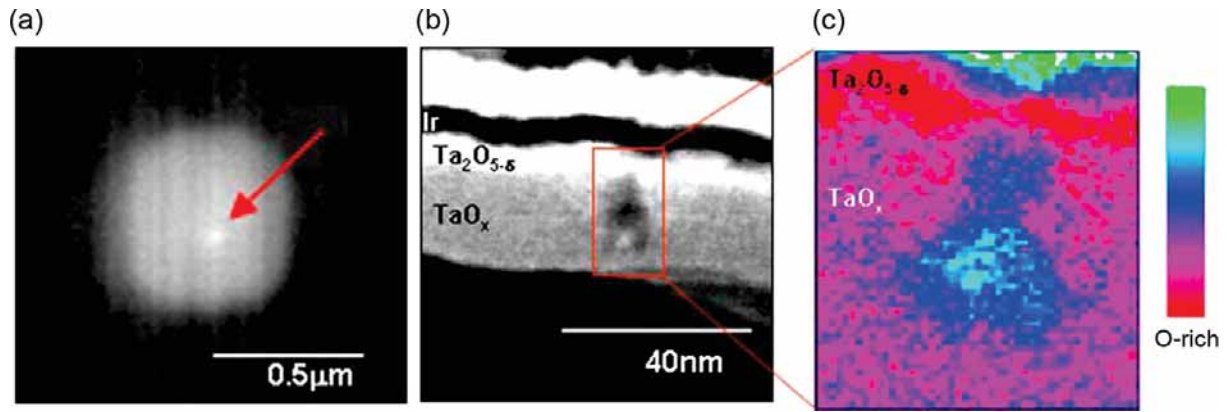 (a)
(b)
(c)
0.5μm
Ir
Ta₂O₅₋δ
TaOₓ
40nm
Ta₂O₅₋δ
TaOₓ
O-rich